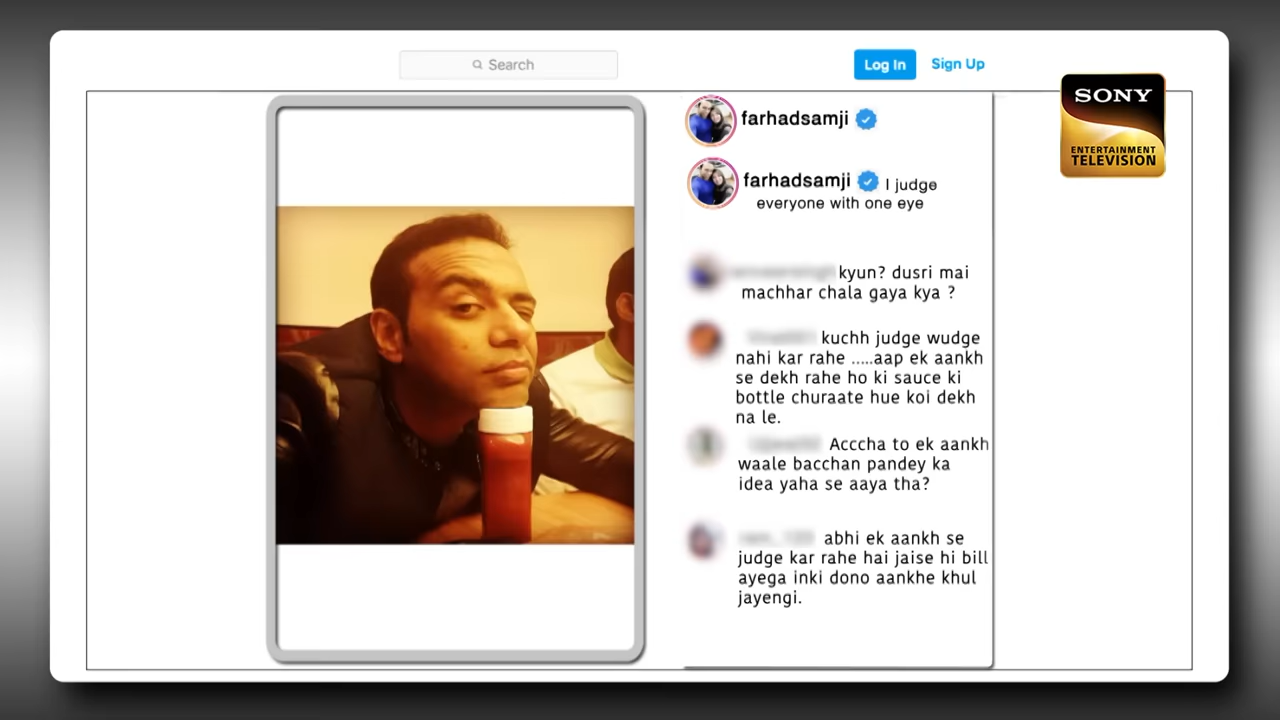 Search
Log In
Sign Up
SONY
ENTERTAINMENT
TELEVISION
farhadsamji
farhadsamji I judge
everyone with one eye
kyun? dusri mai
machhar chala gaya kya ?
kuchh judge wudge
nahi kar rahe .....aap ek aankh
se dekh rahe ho ki sauce ki
bottle churaate hue koi dekh
na le.
Acccha to ek aankh
waale bacchan pandey ka
idea yaha se aaya tha?
abhi ek aankh se
judge kar rahe hai jaise hi bill
ayega inki dono aankhe khul
jayengi.